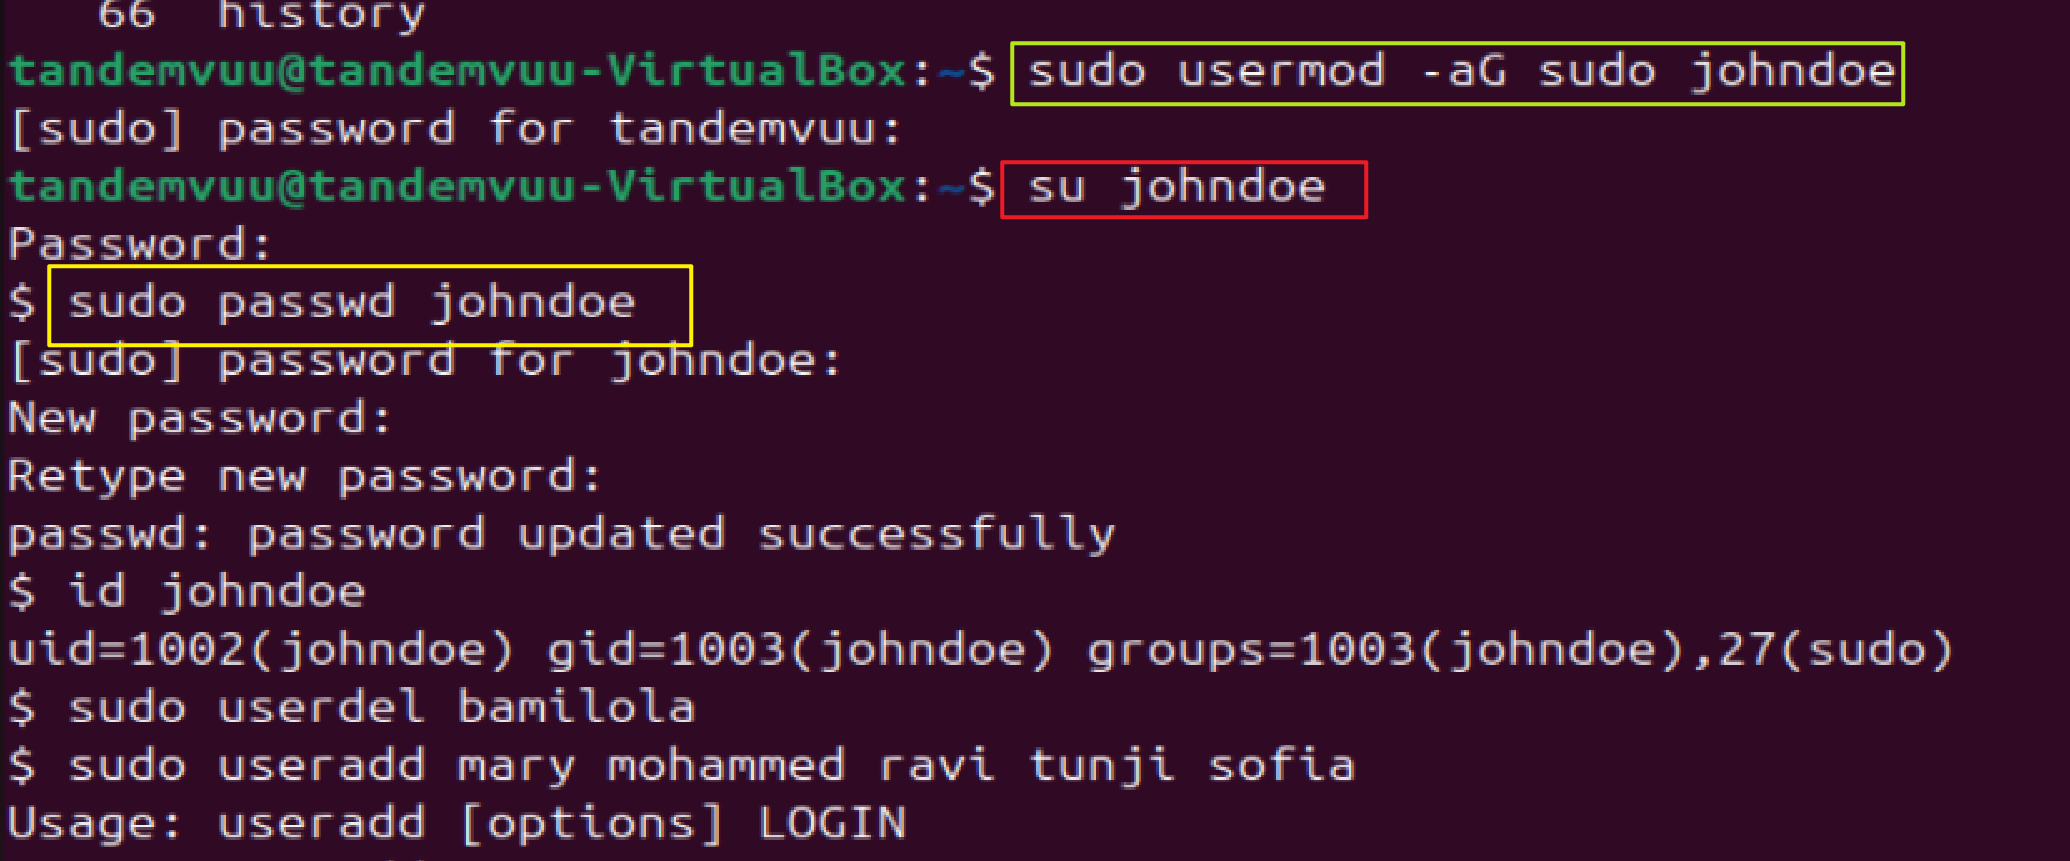 66  history
tandemvuu@tandemvuu-VirtualBox:~$ sudo usermod -aG sudo johndoe
[sudo] password for tandemvuu:
tandemvuu@tandemvuu-VirtualBox:~$ su johndoe
Password:
$ sudo passwd johndoe
[sudo] password for johndoe:
New password:
Retype new password:
passwd: password updated successfully
$ id johndoe
uid=1002(johndoe) gid=1003(johndoe) groups=1003(johndoe),27(sudo)
$ sudo userdel bamilola
$ sudo useradd mary mohammed ravi tunji sofia
Usage: useradd [options] LOGIN